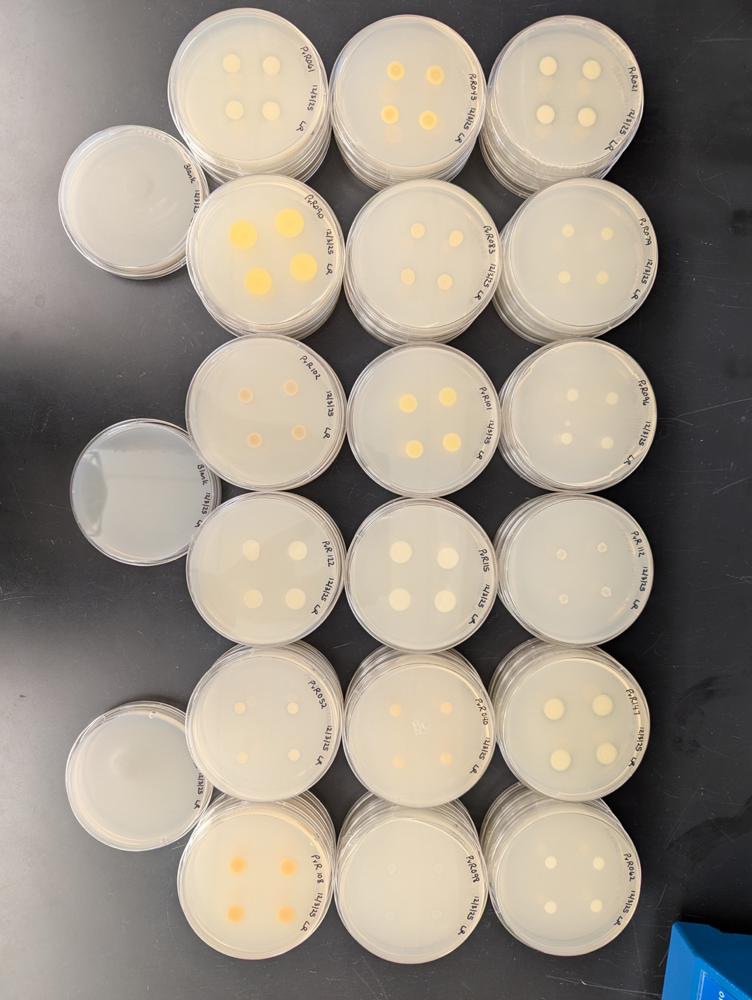 PvR061 12/3/25 LR
PvR043 12/3/25 LR
PvR021 12/3/25 LR
Blank 12/3/25
PvR090 12/3/25 LR
PvR083 12/3/25 LR
PvR079 12/3/25 LR
PvR102 12/3/25 LR
PvR101 12/3/25 LR
PvR096 12/3/25 LR
Blank 12/3/25
PvR122 12/3/25 LR
PvR115 12/3/25 LR
PvR112 12/3/25 LR
12/3/25 LR
PvR052 12/3/25 LR
PvR040 12/3/25 LR
PvR147 12/3/25 LR
PvR108 12/3/25 LR
PvR098 12/3/25 LR
PvR062 12/3/25 LR